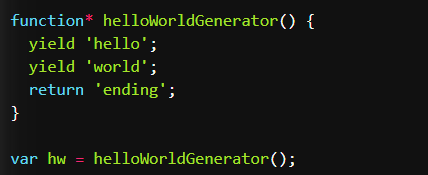 function* helloWorldGenerator() {
  yield 'hello';
  yield 'world';
  return 'ending';
}

var hw = helloWorldGenerator();